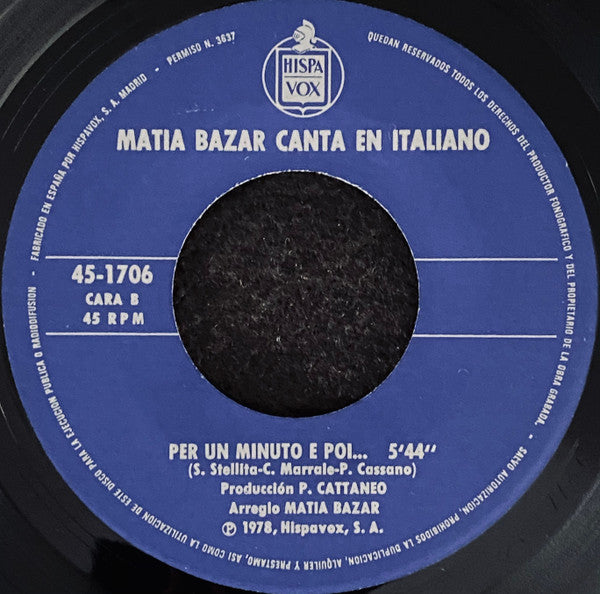 HISPA
VOX
MATIA BAZAR CANTA EN ITALIANO
45-1706
CARA B
45 RPM
PER UN MINUTO E POI... 5'44"
(S. Stellita-C. Marrale-P. Cassano)
Producción P. CATTANEO
Arreglo MATIA BAZAR
Ⓟ 1978, Hispavox, S. A.
FABRICADO EN ESPAÑA POR HISPAVOX, S. A. MADRID - PERMISO N. 3637
QUEDAN RESERVADOS TODOS LOS DERECHOS DEL PRODUCTOR FONOGRAFICO Y DEL PROPIETARIO DE LA OBRA GRABADA. - SALVO AUTORIZACION, PROHIBIDOS LA DUPLICACION, ALQUILER Y PRESTAMO, ASI COMO LA UTILIZACION DE ESTE DISCO PARA LA EJECUCION PUBLICA O RADIODIFUSION -